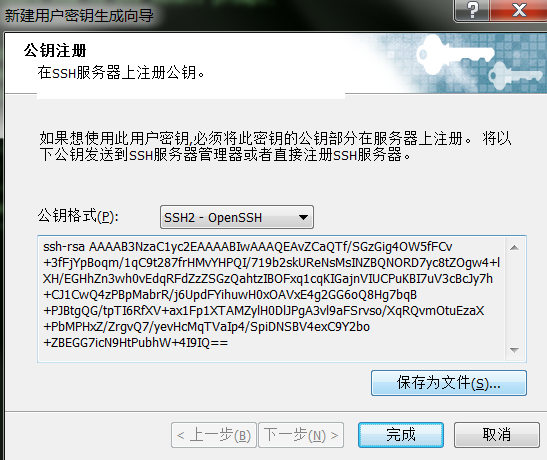 新建用户密钥生成向导
公钥注册
在SSH服务器上注册公钥。
如果想使用此用户密钥,必须将此密钥的公钥部分在服务器上注册。 将以
下公钥发送到SSH服务器管理器或者直接注册SSH服务器。
公钥格式(P):
SSH2 - OpenSSH
ssh-rsa AAAAB3NzaC1yc2EAAAABIwAAAQEAvZCaQTf/SGzGig4OW5fFCv
+3fFjYpBoqm/1qC9t287frHMvYHPQI/719b2skUReNsMsINZBQNORD7yc8tZOgw4+l
XH/EGHhZn3wh0vEdqRFdZzZSGzQahtzIBOFxq1cqKIGajnVIUCPuKBI7uV3cBcJy7h
+CJ1CwQ4zPBpMabrR/j6UpdFYihuwH0xOAVxE4g2GG6oQ8Hg7bqB
+PJBtgQG/tpTI6RfXV+ax1Fp1XTAMZylH0DlJPgA3vl9aFSrvso/XqRQvmOtuEzaX
+PbMPHxZ/ZrgvQ7/yevHcMqTVaIp4/SpiDNSBV4exC9Y2bo
+ZBEGG7icN9HtPubhW+4I9IQ==
保存为文件(S)...
< 上一步(B)
下一步(N) >
完成
取消